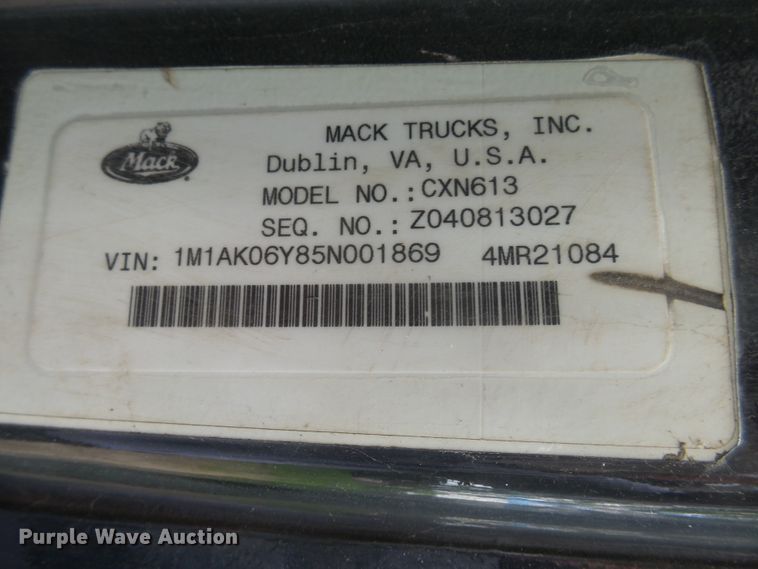 Mack
MACK TRUCKS, INC.
Dublin, VA, U.S.A.
MODEL NO.: CXN613
SEQ. NO.: Z040813027
VIN: 1M1AK06Y85N001869 4MR21084
Purple Wave Auction